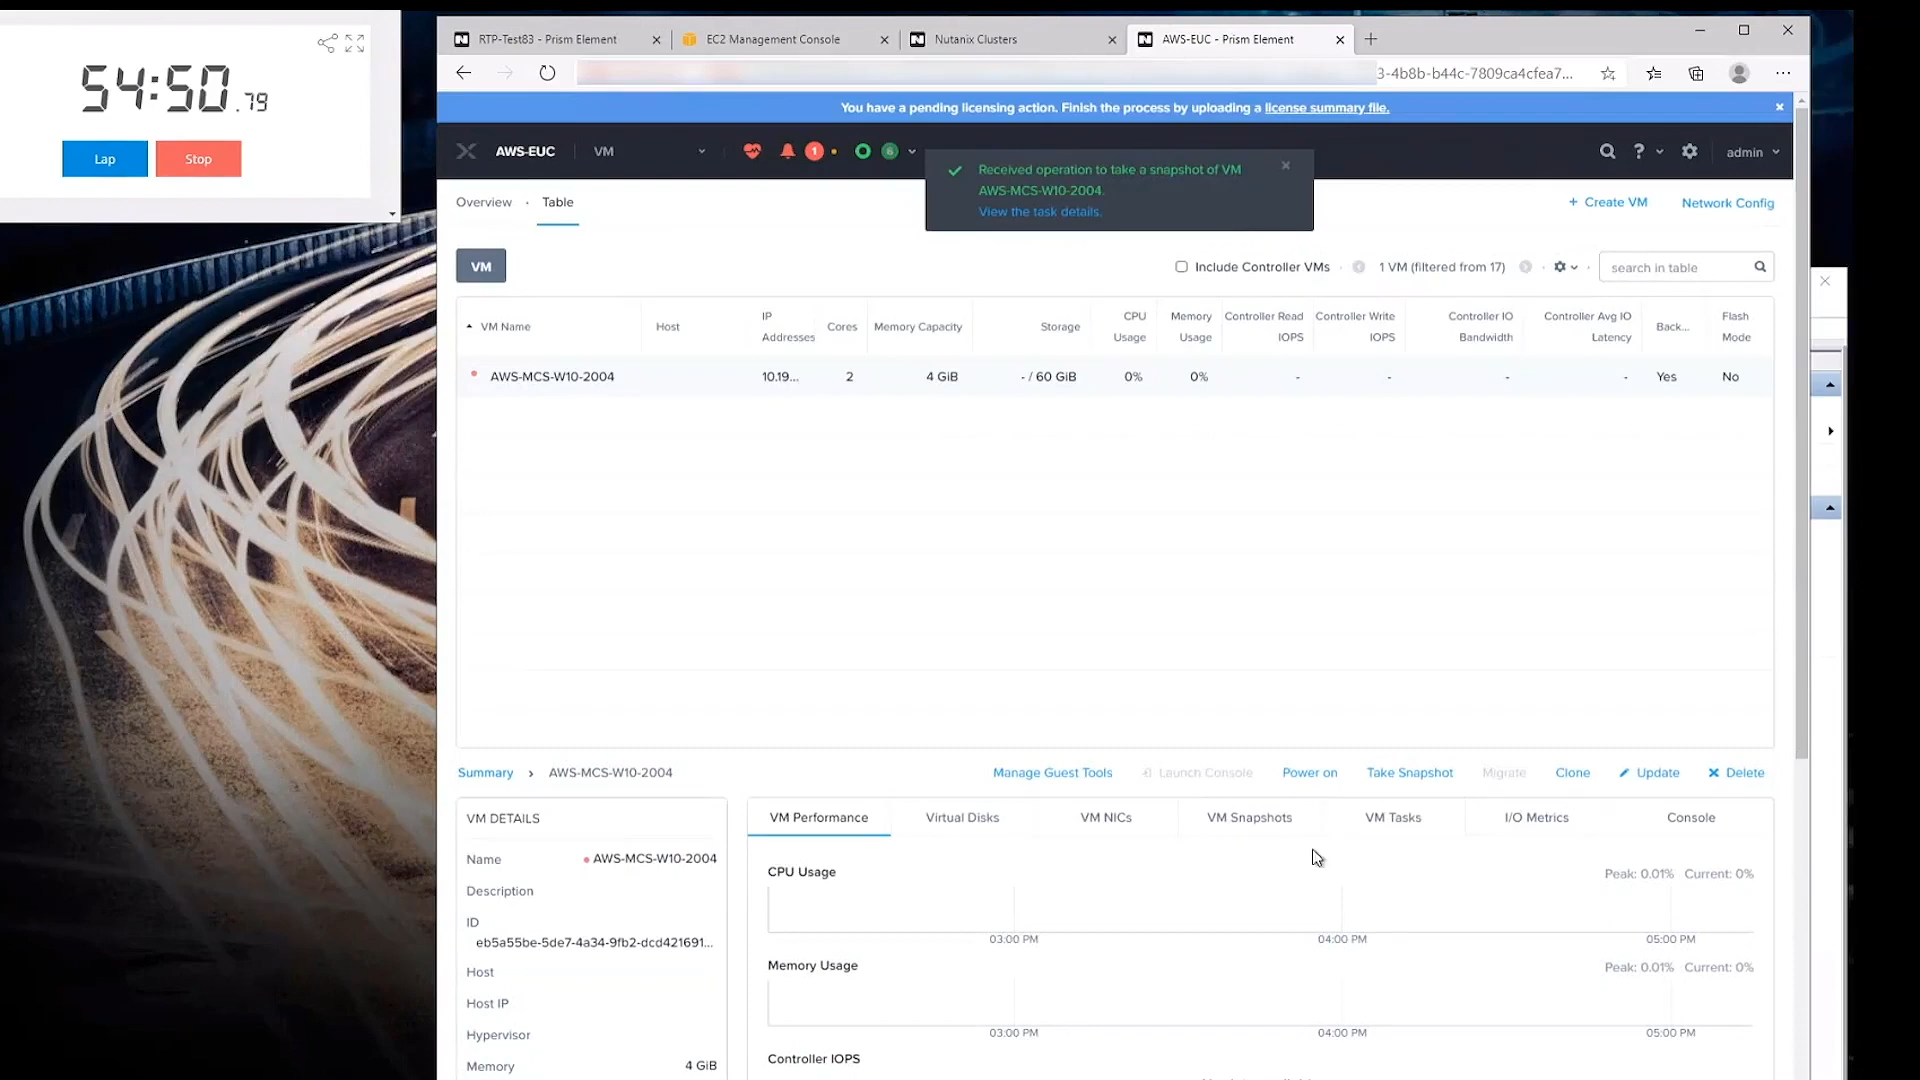 54:50.79
Lap
Stop
RTP-Test83 - Prism Element
EC2 Management Console
Nutanix Clusters
AWS-EUC - Prism Element
3-4b8b-b44c-7809ca4cfea7...
You have a pending licensing action. Finish the process by uploading a license summary file.
AWS-EUC
VM
1
6
admin
Received operation to take a snapshot of VM
AWS-MCS-W10-2004.
View the task details.
Overview
Table
+ Create VM
Network Config
VM
Include Controller VMs
1 VM (filtered from 17)
search in table
VM Name
Host
IP Addresses
Cores
Memory Capacity
Storage
CPU Usage
Memory Usage
Controller Read IOPS
Controller Write IOPS
Controller IO Bandwidth
Controller Avg IO Latency
Back...
Flash Mode
AWS-MCS-W10-2004
10.19...
2
4 GiB
- / 60 GiB
0%
0%
-
-
-
-
Yes
No
Summary > AWS-MCS-W10-2004
Manage Guest Tools
Launch Console
Power on
Take Snapshot
Migrate
Clone
Update
Delete
VM DETAILS
Name AWS-MCS-W10-2004
Description
ID
eb5a55be-5de7-4a34-9fb2-dcd421691...
Host
Host IP
Hypervisor
Memory 4 GiB
VM Performance
Virtual Disks
VM NICs
VM Snapshots
VM Tasks
I/O Metrics
Console
CPU Usage
Peak: 0.01% Current: 0%
03:00 PM
04:00 PM
05:00 PM
Memory Usage
Peak: 0.01% Current: 0%
03:00 PM
04:00 PM
05:00 PM
Controller IOPS